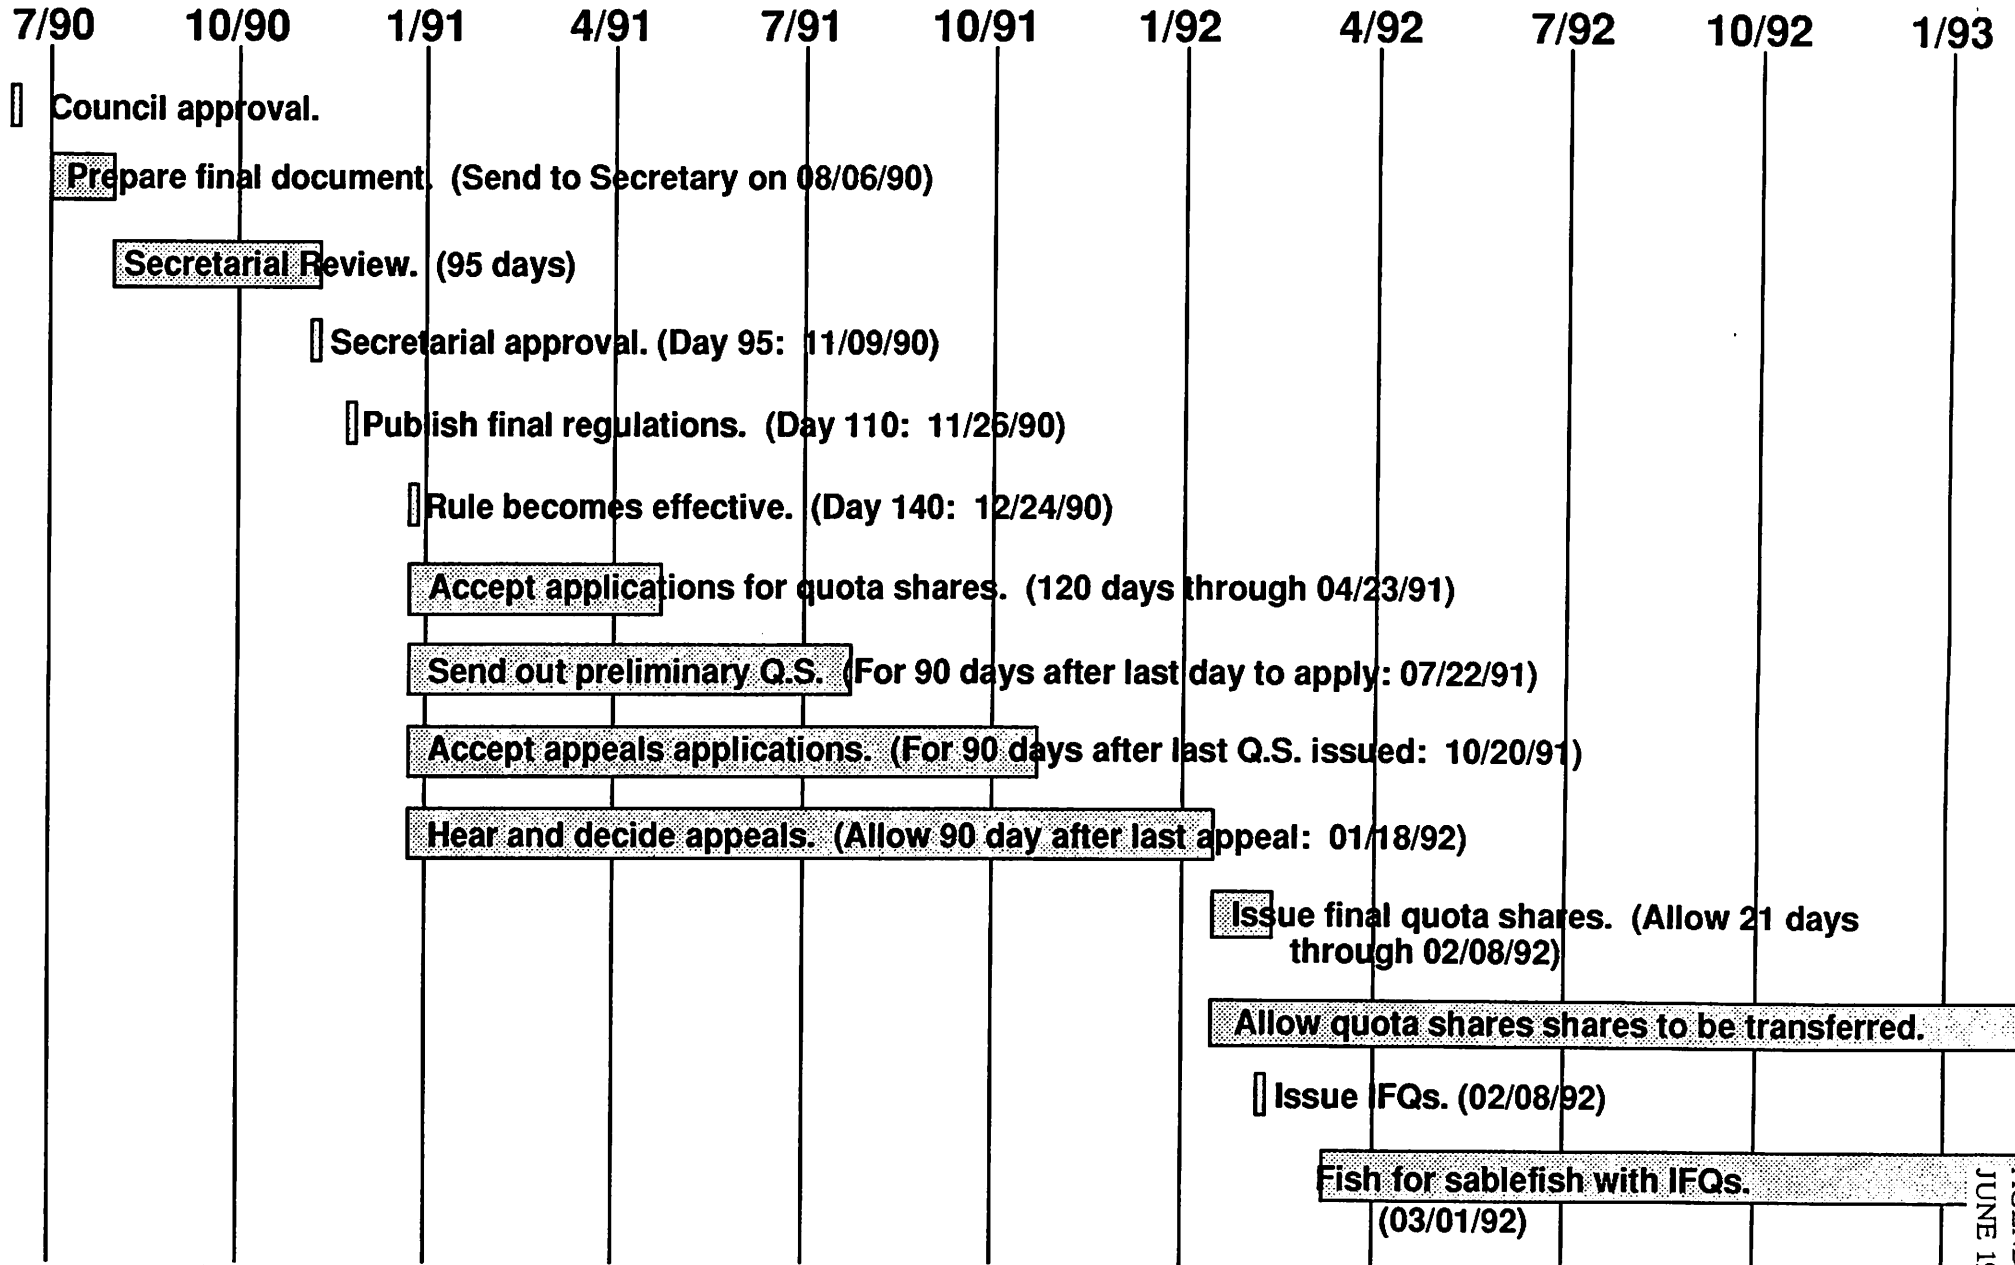 7/90 10/90 1/91 4/91 7/91 10/91 1/92 4/92 7/92 10/92 1/93
Council approval.
Prepare final document. (Send to Secretary on 08/06/90)
Secretarial Review. (95 days)
Secretarial approval. (Day 95: 11/09/90)
Publish final regulations. (Day 110: 11/26/90)
Rule becomes effective. (Day 140: 12/24/90)
Accept applications for quota shares. (120 days through 04/23/91)
Send out preliminary Q.S. (For 90 days after last day to apply: 07/22/91)
Accept appeals applications. (For 90 days after last Q.S. issued: 10/20/91)
Hear and decide appeals. (Allow 90 day after last appeal: 01/18/92)
Issue final quota shares. (Allow 21 days
through 02/08/92)
Allow quota shares shares to be transferred.
Issue IFQs. (02/08/92)
Fish for sablefish with IFQs.
(03/01/92)
JUNE